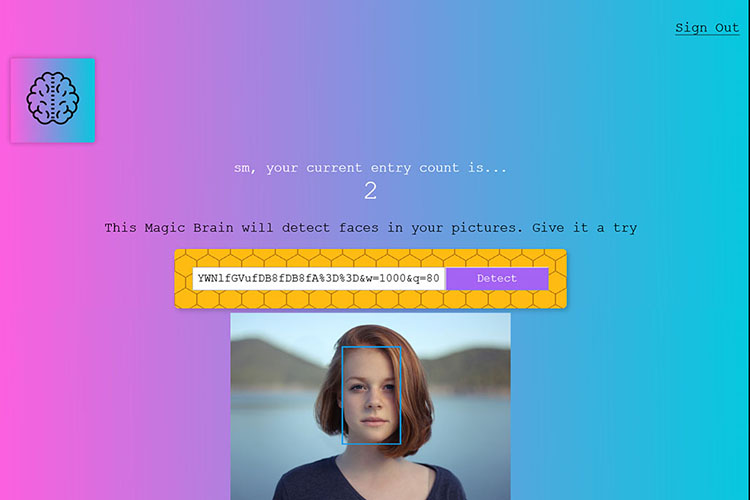 Sign Out
sm, your current entry count is...
2
This Magic Brain will detect faces in your pictures. Give it a try
YWNlfGVufDB8fDB8fA%3D%3D&w=1000&q=80 Detect